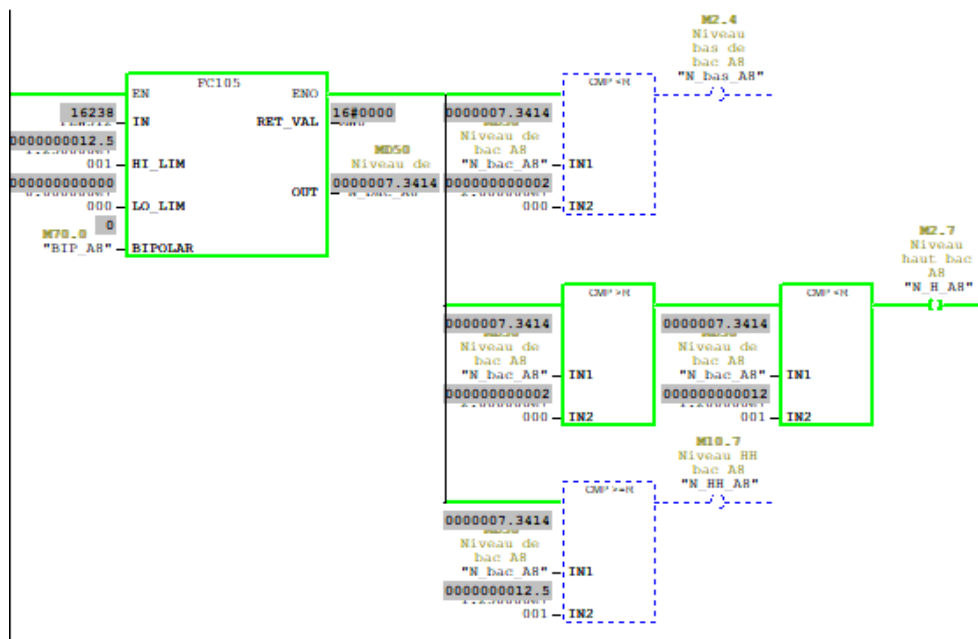 FC105
EN
ENO
16238
IN
RET_VAL
16#0000
0000000012.5
001
HI_LIM
MD50
Niveau de
000000000000
000
LO_LIM
OUT
0000007.3414
0
M70.0
"BIP_A8"
BIPOLAR
M2.4
Niveau
bas de
bac A8
"N_bas_A8"
CMP <R
0000007.3414
Niveau de
bac A8
"N_bac_A8"
IN1
000000000002
000
IN2
M2.7
Niveau
haut bac
A8
"N_H_A8"
CMP >R
0000007.3414
Niveau de
bac A8
"N_bac_A8"
IN1
000000000002
000
IN2
CMP <R
0000007.3414
Niveau de
bac A8
"N_bac_A8"
IN1
000000000012
001
IN2
M10.7
Niveau HH
bac A8
"N_HH_A8"
CMP >=R
0000007.3414
Niveau de
bac A8
"N_bac_A8"
IN1
0000000012.5
001
IN2